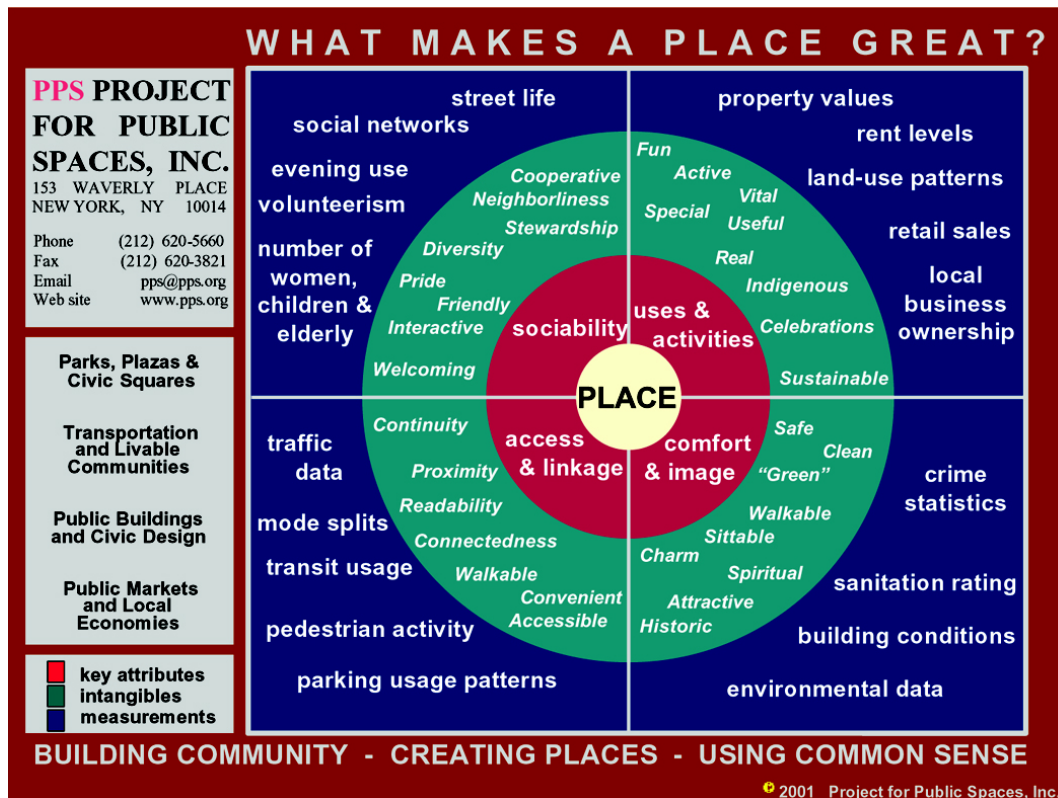 WHAT MAKES A PLACE GREAT?
PPS PROJECT
FOR PUBLIC
SPACES, INC.
153 WAVERLY PLACE
NEW YORK, NY 10014
Phone (212) 620-5660
Fax (212) 620-3821
Email pps@pps.org
Web site www.pps.org
Parks, Plazas &
Civic Squares
Transportation
and Livable
Communities
Public Buildings
and Civic Design
Public Markets
and Local
Economies
key attributes
intangibles
measurements
street life
social networks
evening use
volunteerism
number of
women,
children &
elderly
Cooperative
Neighborliness
Stewardship
Diversity
Pride
Friendly
Interactive
Welcoming
sociability
property values
rent levels
land-use patterns
retail sales
local
business
ownership
Fun
Active
Vital
Special
Useful
Real
Indigenous
Celebrations
Sustainable
uses &
activities
PLACE
access
& linkage
Continuity
Proximity
Readability
Connectedness
Walkable
Convenient
Accessible
traffic
data
mode splits
transit usage
pedestrian activity
parking usage patterns
comfort
& image
Safe
Clean
“Green”
Walkable
Sittable
Charm
Spiritual
Attractive
Historic
crime
statistics
sanitation rating
building conditions
environmental data
BUILDING COMMUNITY - CREATING PLACES - USING COMMON SENSE
© 2001 Project for Public Spaces, Inc